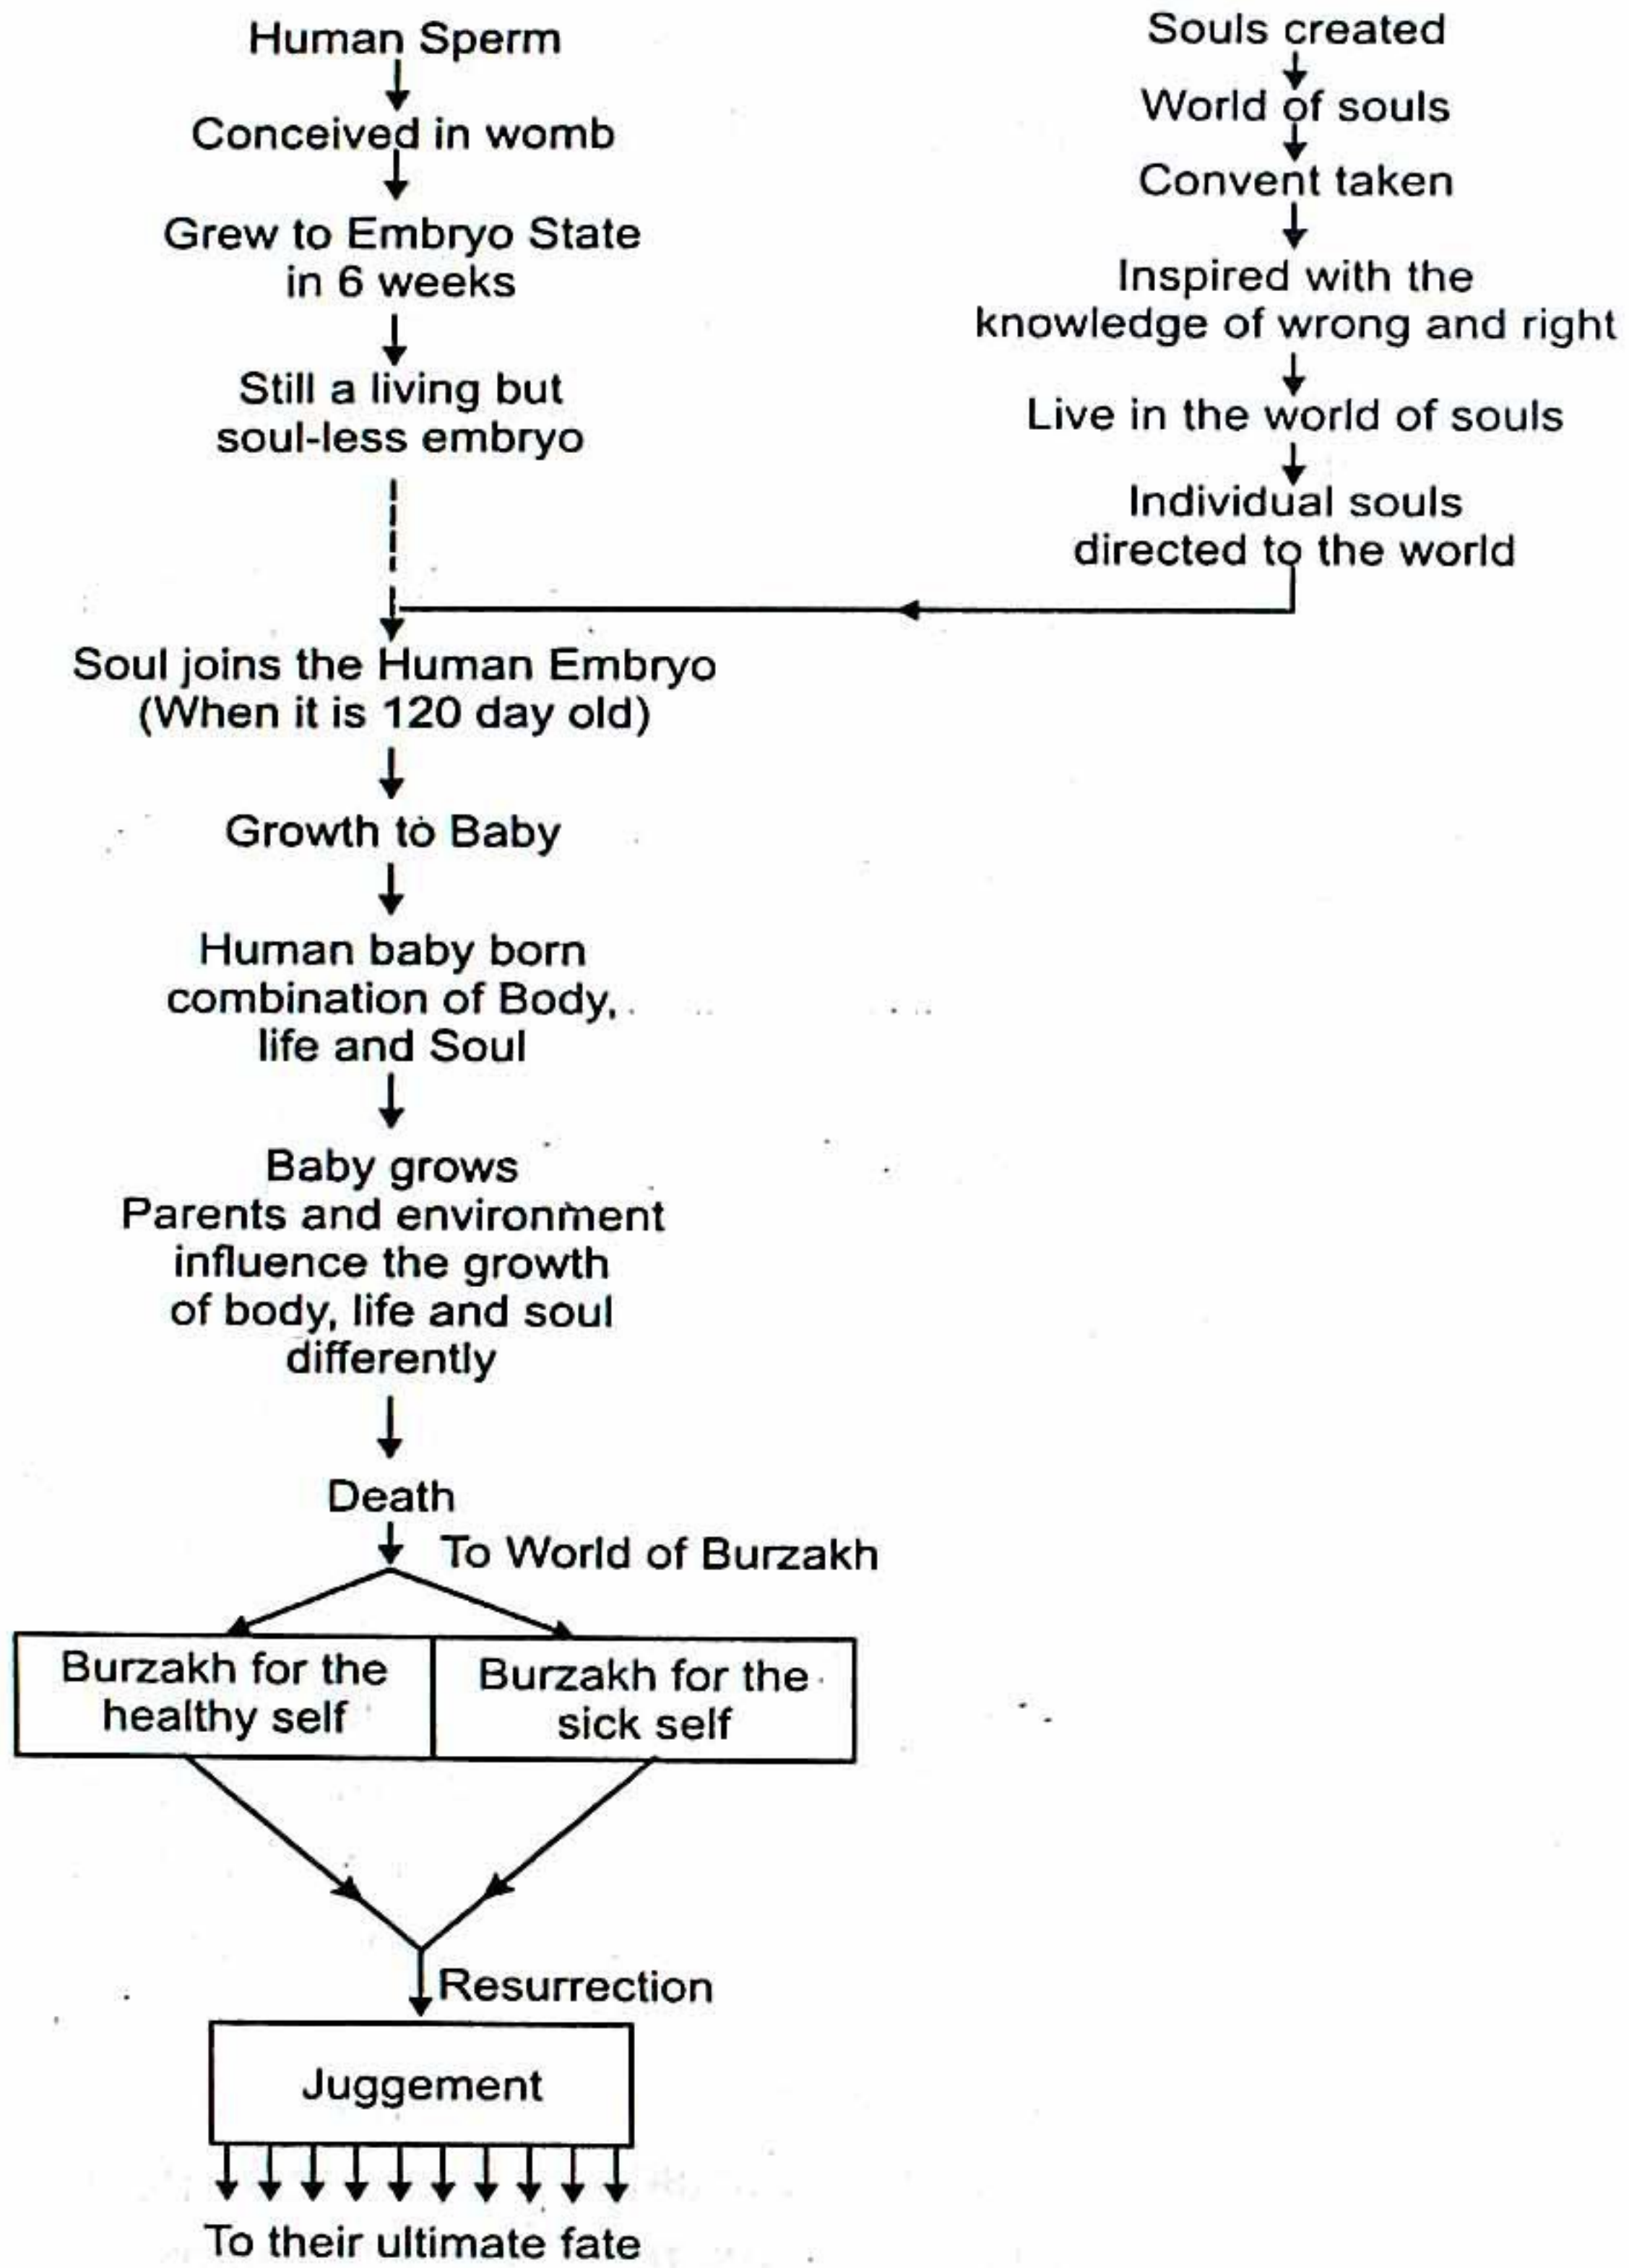 Human Sperm
Conceived in womb
Grew to Embryo State
in 6 weeks
Still a living but
soul-less embryo
Souls created
World of souls
Convent taken
Inspired with the
knowledge of wrong and right
Live in the world of souls
Individual souls
directed to the world
Soul joins the Human Embryo
(When it is 120 day old)
Growth to Baby
Human baby born
combination of Body,
life and Soul
Baby grows
Parents and environment
influence the growth
of body, life and soul
differently
Death
To World of Burzakh
Burzakh for the
healthy self
Burzakh for the
sick self
Resurrection
Juggement
To their ultimate fate